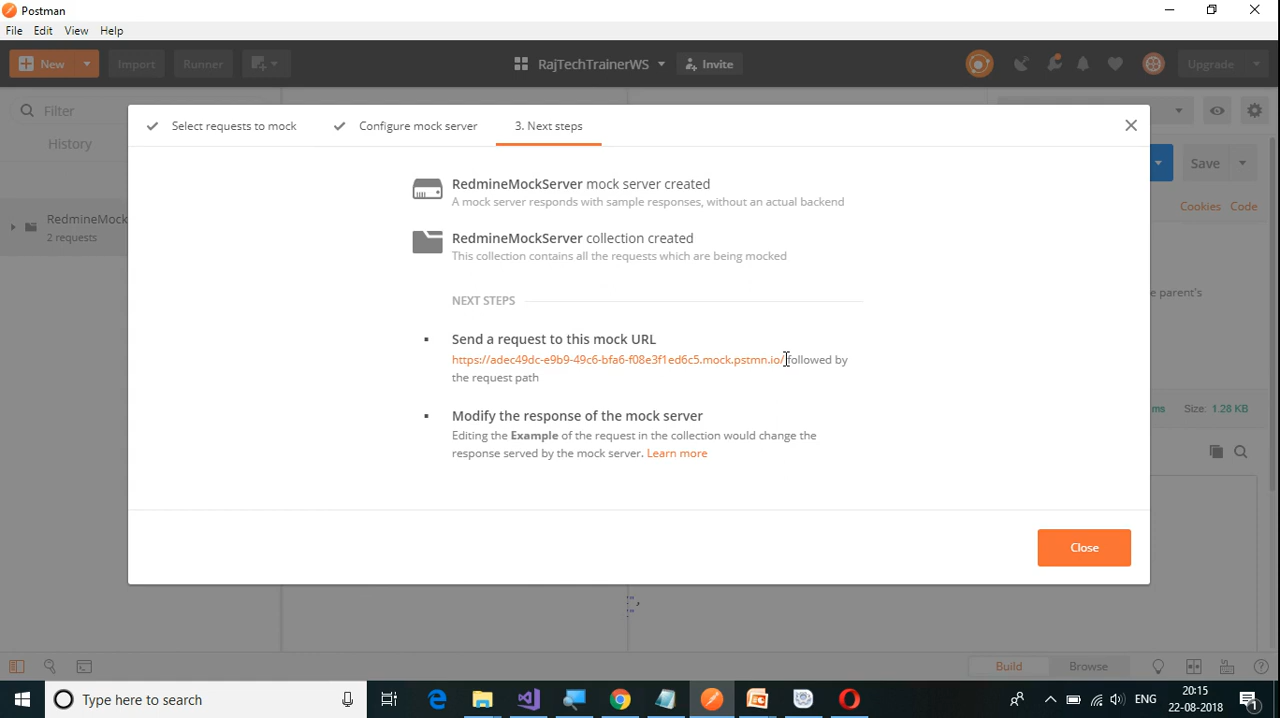 Postman
File Edit View Help
New Import Runner RajTechTrainerWS Invite Upgrade
Filter
History
Select requests to mock Configure mock server 3. Next steps
Save
Cookies Code
RedmineMock
2 requests
RedmineMockServer mock server created
A mock server responds with sample responses, without an actual backend
RedmineMockServer collection created
This collection contains all the requests which are being mocked
NEXT STEPS
e parent's
Send a request to this mock URL
https://adec49dc-e9b9-49c6-bfa6-f08e3f1ed6c5.mock.pstmn.io/ followed by
the request path
ms Size: 1.28 KB
Modify the response of the mock server
Editing the Example of the request in the collection would change the
response served by the mock server. Learn more
Close
Build Browse
Type here to search
ENG
20:15
22-08-2018
1